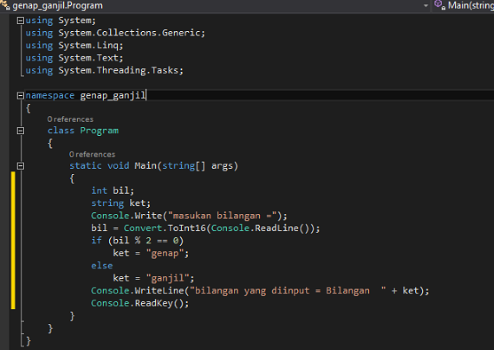 genap_ganjil.Program Main(string
using System;
using System.Collections.Generic;
using System.Linq;
using System.Text;
using System.Threading.Tasks;
namespace genap_ganjil
{
0 references
class Program
{
0 references
static void Main(string[] args)
{
int bil;
string ket;
Console.Write("masukan bilangan =");
bil = Convert.ToInt16(Console.ReadLine());
if (bil % 2 == 0)
ket = "genap";
else
ket = "ganjil";
Console.WriteLine("bilangan yang diinput = Bilangan  " + ket);
Console.ReadKey();
}
}
}